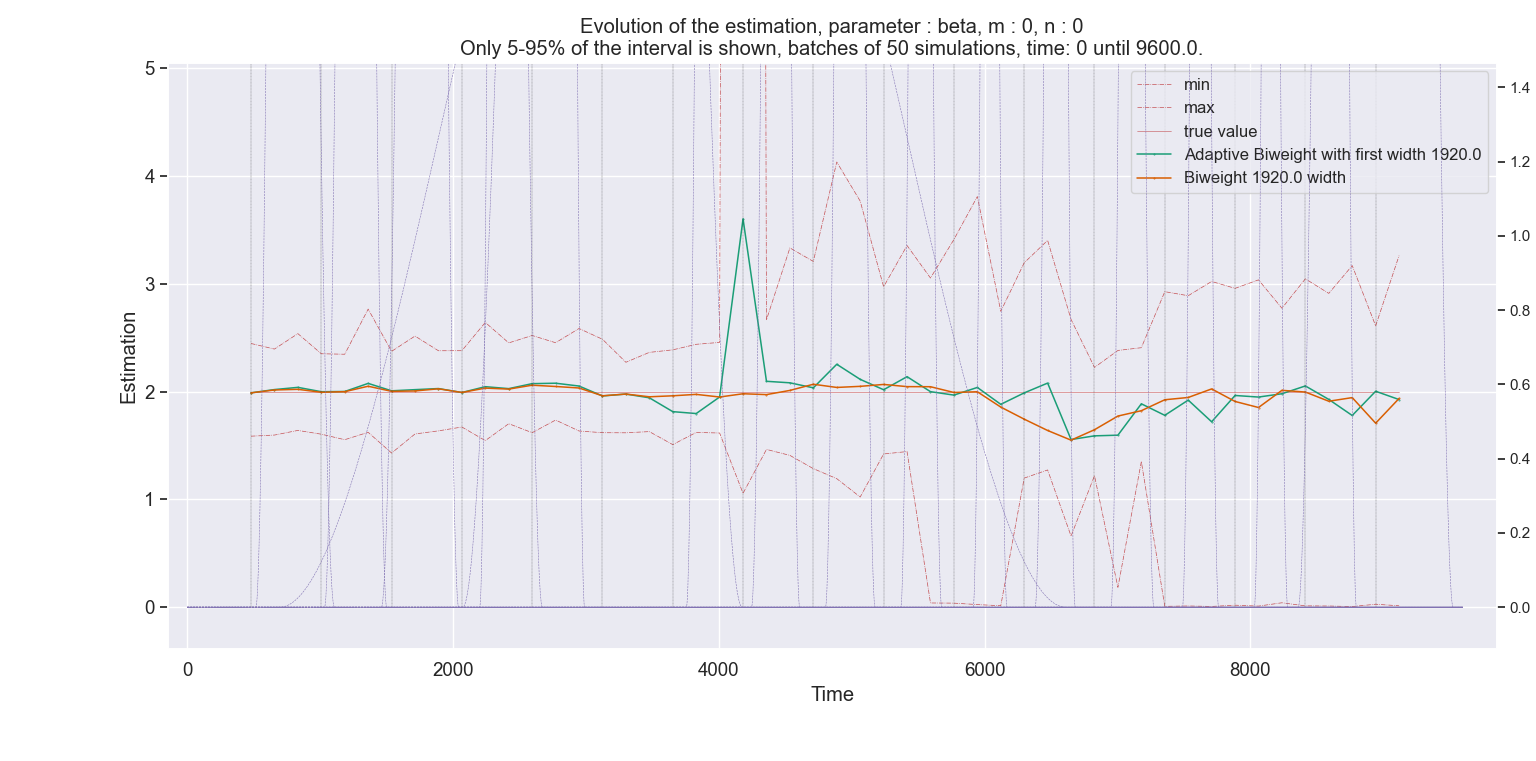 Evolution of the estimation, parameter : beta, m : 0, n : 0
Only 5-95% of the interval is shown, batches of 50 simulations, time: 0 until 9600.0.
min
max
true value
Adaptive Biweight with first width 1920.0
Biweight 1920.0 width
Estimation
5
4
3
2
1
0
1.4
1.2
1.0
0.8
0.6
0.4
0.2
0.0
0
2000
4000
6000
8000
Time